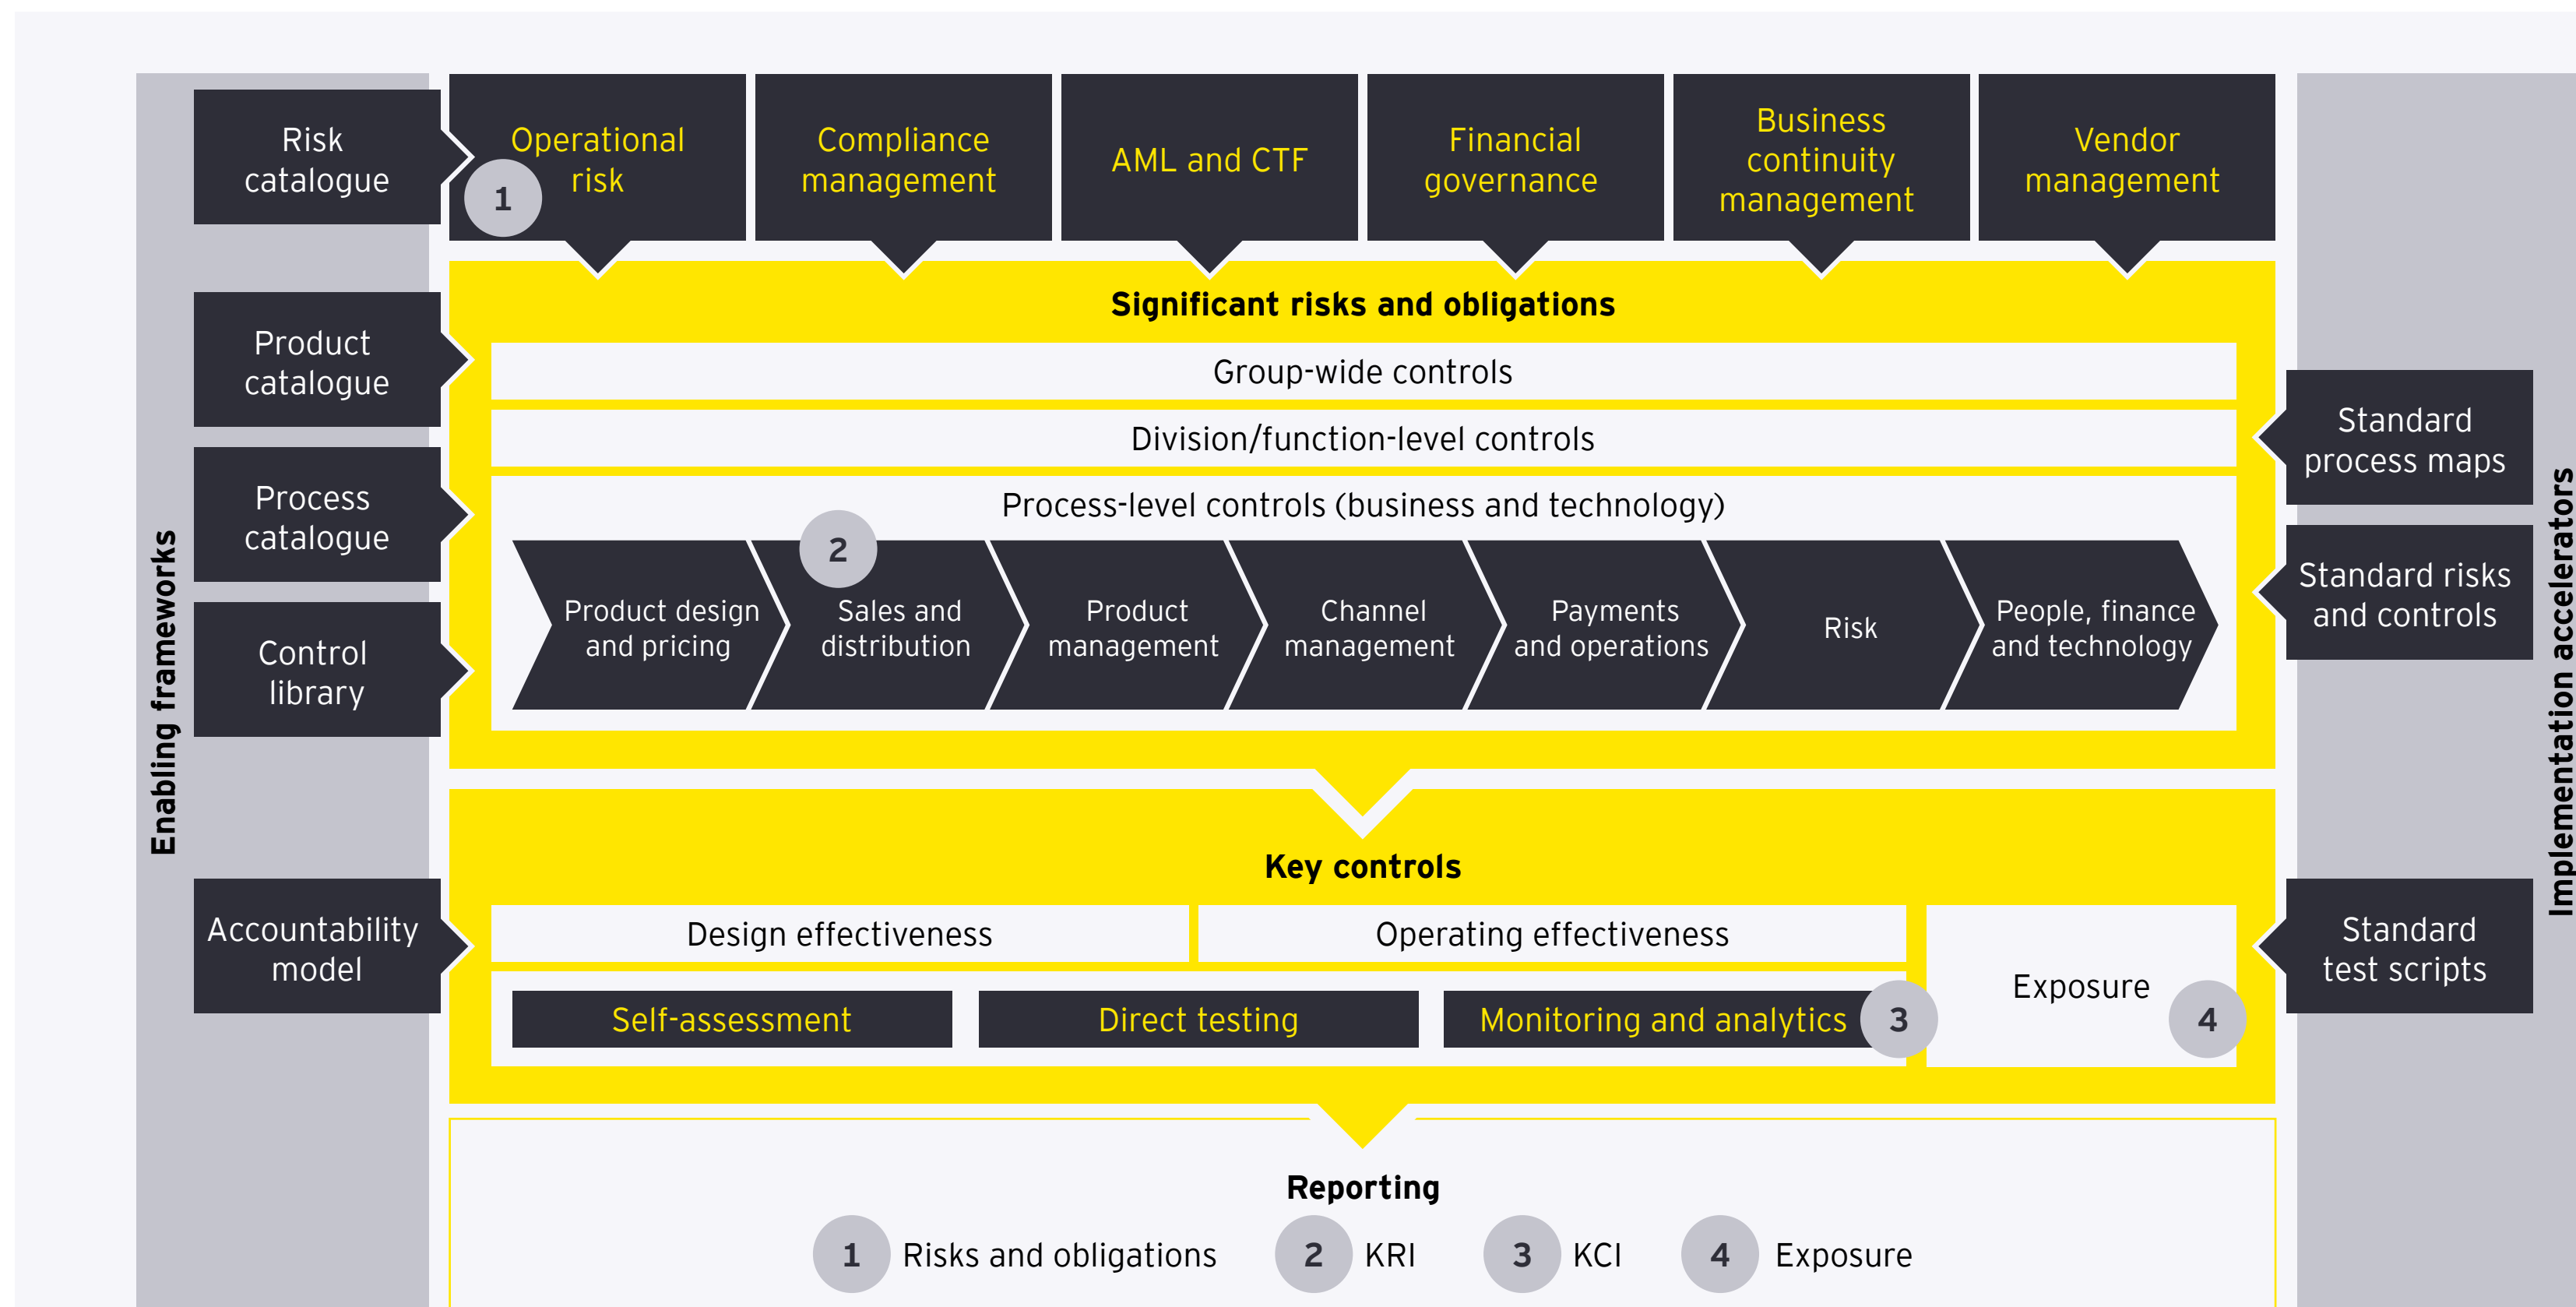 Enabling frameworks
Risk
catalogue
Product
catalogue
Process
catalogue
Control
library
Accountability
model
Operational
risk
1
Compliance
management
AML and CTF
Financial
governance
Business
continuity
management
Vendor
management
Significant risks and obligations
Group-wide controls
Division/function-level controls
Process-level controls (business and technology)
2
Product design
and pricing
Sales and
distribution
Product
management
Channel
management
Payments
and operations
Risk
People, finance
and technology
Key controls
Design effectiveness
Operating effectiveness
Self-assessment
Direct testing
Monitoring and analytics
3
Exposure
4
Reporting
1 Risks and obligations
2 KRI
3 KCI
4 Exposure
Standard
process maps
Standard risks
and controls
Standard
test scripts
Implementation accelerators